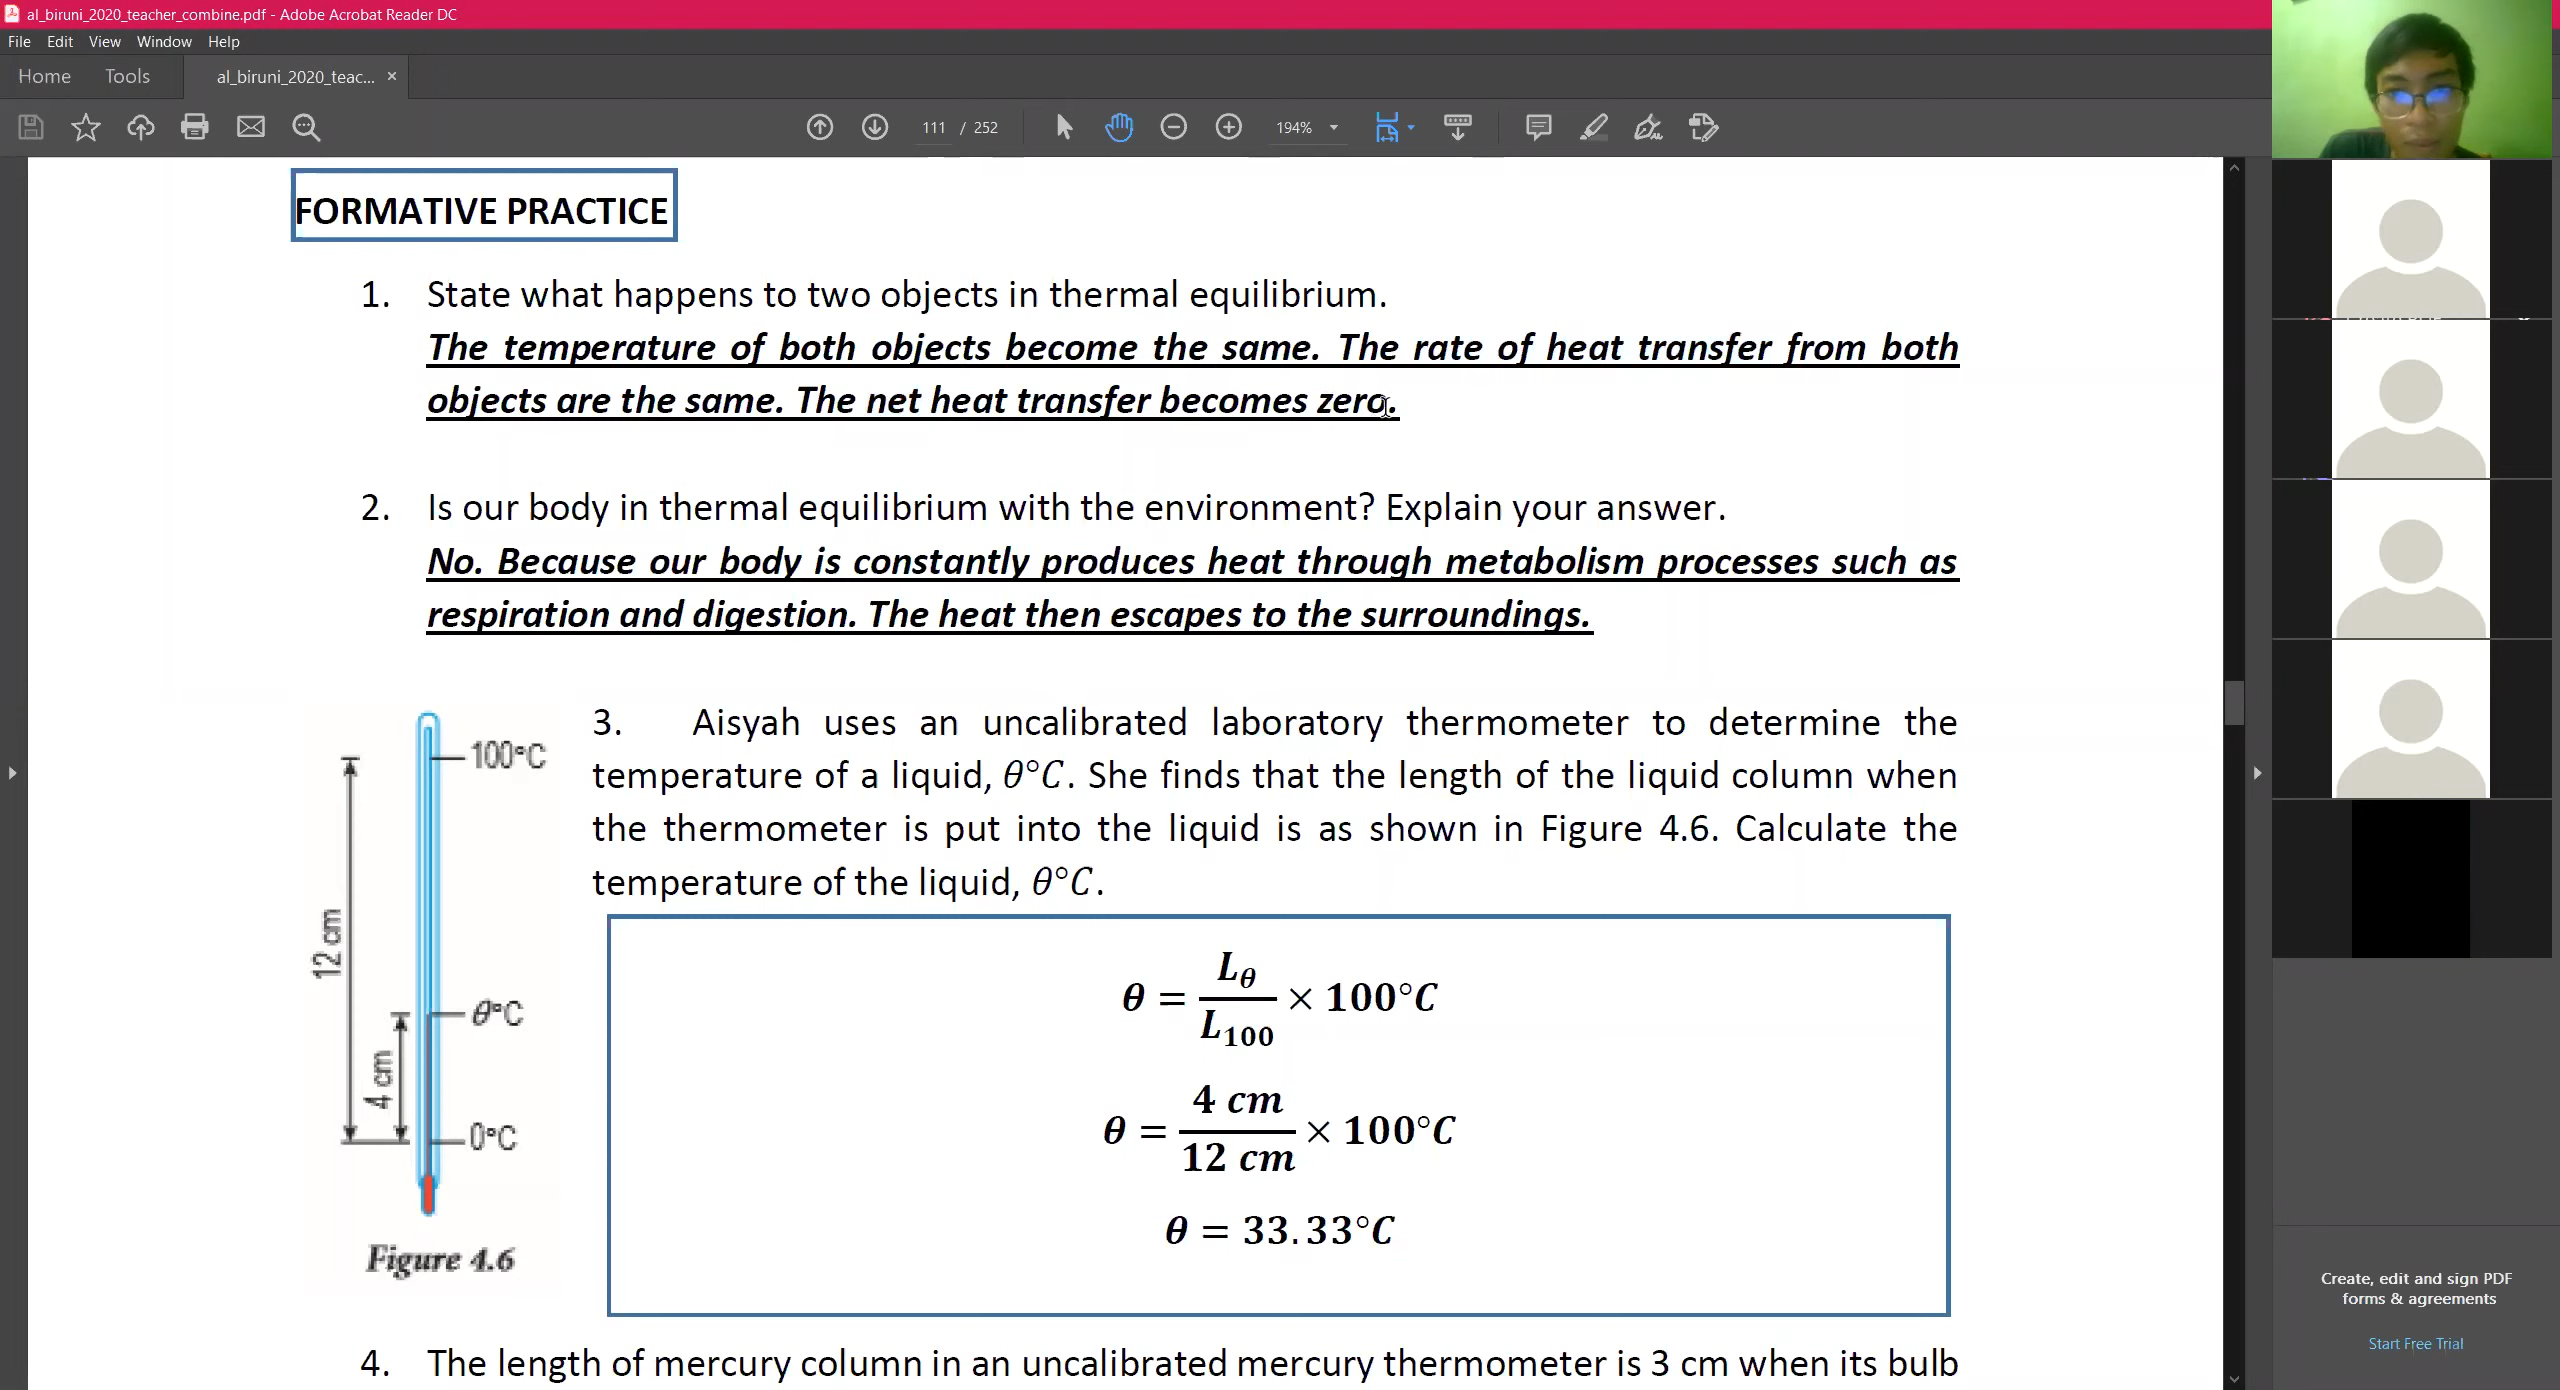 al_biruni_2020_teacher_combine.pdf - Adobe Acrobat Reader DC
File Edit View Window Help
Home Tools al_biruni_2020_teac... ×
111 / 252 194%
FORMATIVE PRACTICE
1. State what happens to two objects in thermal equilibrium.
The temperature of both objects become the same. The rate of heat transfer from both
objects are the same. The net heat transfer becomes zero.
2. Is our body in thermal equilibrium with the environment? Explain your answer.
No. Because our body is constantly produces heat through metabolism processes such as
respiration and digestion. The heat then escapes to the surroundings.
3. Aisyah uses an uncalibrated laboratory thermometer to determine the
temperature of a liquid, θ°C. She finds that the length of the liquid column when
the thermometer is put into the liquid is as shown in Figure 4.6. Calculate the
temperature of the liquid, θ°C.
100°C
12 cm
θ°C
4 cm
0°C
Figure 4.6
θ = Lθ / L100 × 100°C
θ = 4 cm / 12 cm × 100°C
θ = 33.33°C
4. The length of mercury column in an uncalibrated mercury thermometer is 3 cm when its bulb
Create, edit and sign PDF
forms & agreements
Start Free Trial